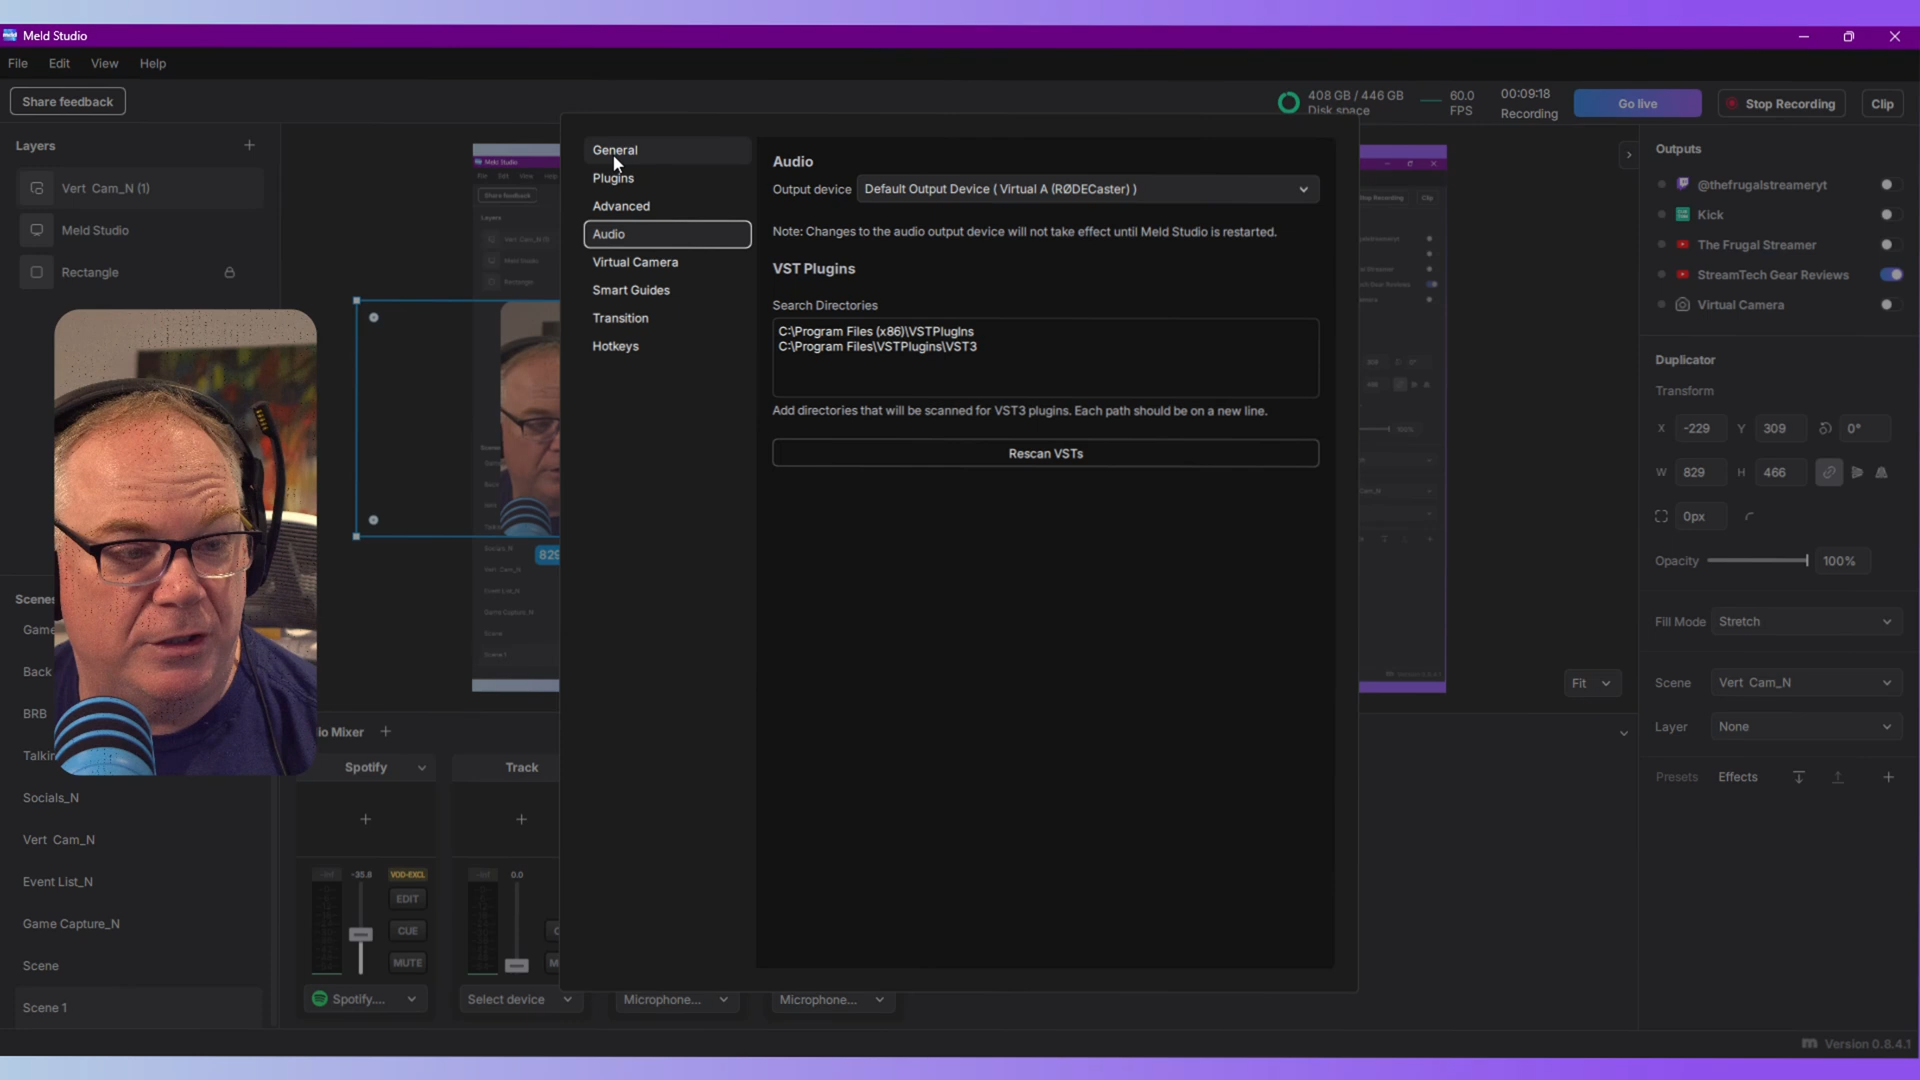 Meld Studio
File Edit View Help
Share feedback
408 GB / 446 GB
Disk space
60.0
FPS
00:09:18
Recording
Go live
Stop Recording
Clip
Layers
Vert Cam_N (1)
Meld Studio
Rectangle
General
Plugins
Advanced
Audio
Virtual Camera
Smart Guides
Transition
Hotkeys
Audio
Output device Default Output Device ( Virtual A (RØDECaster) )
Note: Changes to the audio output device will not take effect until Meld Studio is restarted.
VST Plugins
Search Directories
C:\Program Files (x86)\VSTPlugIns
C:\Program Files\VSTPlugins\VST3
Add directories that will be scanned for VST3 plugins. Each path should be on a new line.
Rescan VSTs
Outputs
@thefrugalstreameryt
Kick
The Frugal Streamer
StreamTech Gear Reviews
Virtual Camera
Duplicator
Transform
X -229 Y 309 0°
W 829 H 466
0px
Opacity 100%
Fill Mode Stretch
Scene Vert Cam_N
Layer None
Presets Effects
Fit
829
Scenes
Game
Back
BRB
Talkin
Socials_N
Vert Cam_N
Event List_N
Game Capture_N
Scene
Scene 1
io Mixer
Spotify
Track
-inf -35.8 VOD-EXCL
EDIT
CUE
MUTE
-inf 0.0
C
M
Spotify....
Select device
Microphone...
Microphone...
Version 0.8.4.1